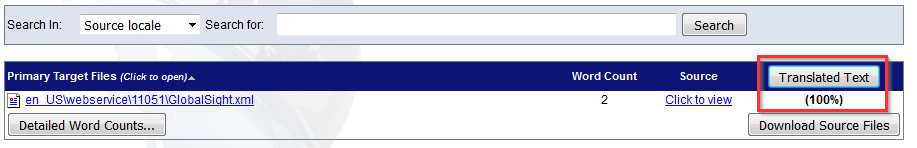 Search In: Source locale Search for: Search
Primary Target Files (Click to open) Word Count Source Translated Text
en_US\webservice\11051\GlobalSight.xml 2 Click to view (100%)
Detailed Word Counts... Download Source Files